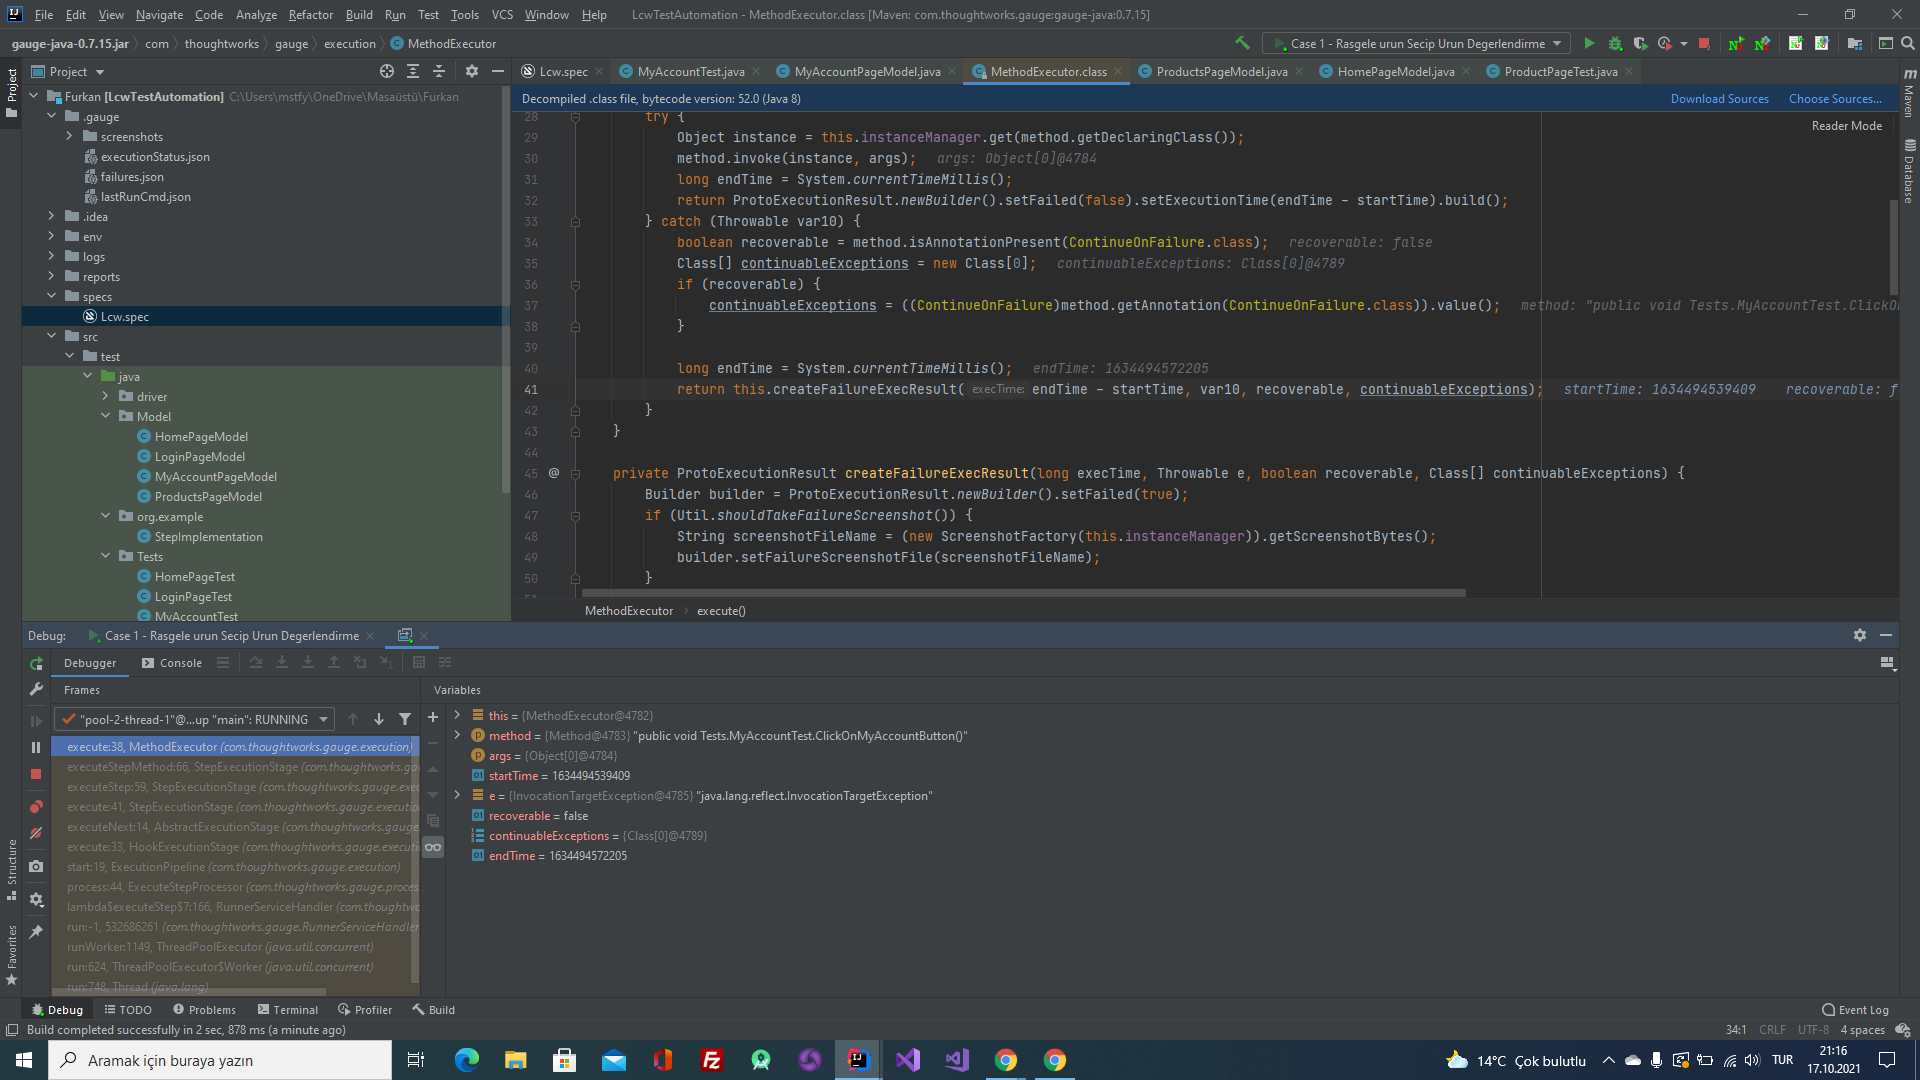 File Edit View Navigate Code Analyze Refactor Build Run Test Tools VCS Window Help LcwTestAutomation - MethodExecutor.class [Maven: com.thoughtworks.gauge:gauge-java:0.7.15]
gauge-java-0.7.15.jar com thoughtworks gauge execution MethodExecutor
Case 1 - Rasgele urun Secip Urun Degerlendirme
Project
Lcw.spec MyAccountTest.java MyAccountPageModel.java MethodExecutor.class ProductsPageModel.java HomePageModel.java ProductPageTest.java
Project
Maven
Database
Structure
Favorites
Furkan [LcwTestAutomation] C:\Users\mstfy\OneDrive\Masaüstü\Furkan
.gauge
screenshots
executionStatus.json
failures.json
lastRunCmd.json
.idea
env
logs
reports
specs
Lcw.spec
src
test
java
driver
Model
HomePageModel
LoginPageModel
MyAccountPageModel
ProductsPageModel
org.example
StepImplementation
Tests
HomePageTest
LoginPageTest
MyAccountTest
Decompiled .class file, bytecode version: 52.0 (Java 8) Download Sources Choose Sources...
Reader Mode
28 try {
29 Object instance = this.instanceManager.get(method.getDeclaringClass());
30 method.invoke(instance, args); args: Object[0]@4784
31 long endTime = System.currentTimeMillis();
32 return ProtoExecutionResult.newBuilder().setFailed(false).setExecutionTime(endTime - startTime).build();
33 } catch (Throwable var10) {
34 boolean recoverable = method.isAnnotationPresent(ContinueOnFailure.class); recoverable: false
35 Class[] continuableExceptions = new Class[0]; continuableExceptions: Class[0]@4789
36 if (recoverable) {
37 continuableExceptions = ((ContinueOnFailure)method.getAnnotation(ContinueOnFailure.class)).value(); method: "public void Tests.MyAccountTest.ClickO
38 }
39
40 long endTime = System.currentTimeMillis(); endTime: 1634494572205
41 return this.createFailureExecResult( execTime: endTime - startTime, var10, recoverable, continuableExceptions); startTime: 1634494539409 recoverable: f
42 }
43 }
44
45 @ private ProtoExecutionResult createFailureExecResult(long execTime, Throwable e, boolean recoverable, Class[] continuableExceptions) {
46 Builder builder = ProtoExecutionResult.newBuilder().setFailed(true);
47 if (Util.shouldTakeFailureScreenshot()) {
48 String screenshotFileName = (new ScreenshotFactory(this.instanceManager)).getScreenshotBytes();
49 builder.setFailureScreenshotFile(screenshotFileName);
50 }
MethodExecutor execute()
Debug: Case 1 - Rasgele urun Secip Urun Degerlendirme
Debugger Console
Frames
"pool-2-thread-1"@...up "main": RUNNING
execute:38, MethodExecutor (com.thoughtworks.gauge.execution)
executeStepMethod:66, StepExecutionStage (com.thoughtworks.ga
executeStep:59, StepExecutionStage (com.thoughtworks.gauge.exec
execute:41, StepExecutionStage (com.thoughtworks.gauge.executio
executeNext:14, AbstractExecutionStage (com.thoughtworks.gauge.
execute:33, HookExecutionStage (com.thoughtworks.gauge.executi
start:19, ExecutionPipeline (com.thoughtworks.gauge.execution)
process:44, ExecuteStepProcessor (com.thoughtworks.gauge.proces
lambda$executeStep$7:166, RunnerServiceHandler (com.thoughtwo
run:-1, 532686261 (com.thoughtworks.gauge.RunnerServiceHandler
runWorker:1149, ThreadPoolExecutor (java.util.concurrent)
run:624, ThreadPoolExecutor$Worker (java.util.concurrent)
run:748, Thread (java.lang)
Variables
this = {MethodExecutor@4782}
method = {Method@4783} "public void Tests.MyAccountTest.ClickOnMyAccountButton()"
args = {Object[0]@4784}
startTime = 1634494539409
e = {InvocationTargetException@4785} "java.lang.reflect.InvocationTargetException"
recoverable = false
continuableExceptions = {Class[0]@4789}
endTime = 1634494572205
Debug TODO Problems Terminal Profiler Build Event Log
Build completed successfully in 2 sec, 878 ms (a minute ago) 34:1 CRLF UTF-8 4 spaces
Aramak için buraya yazın
14°C Çok bulutlu TUR 21:16
17.10.2021